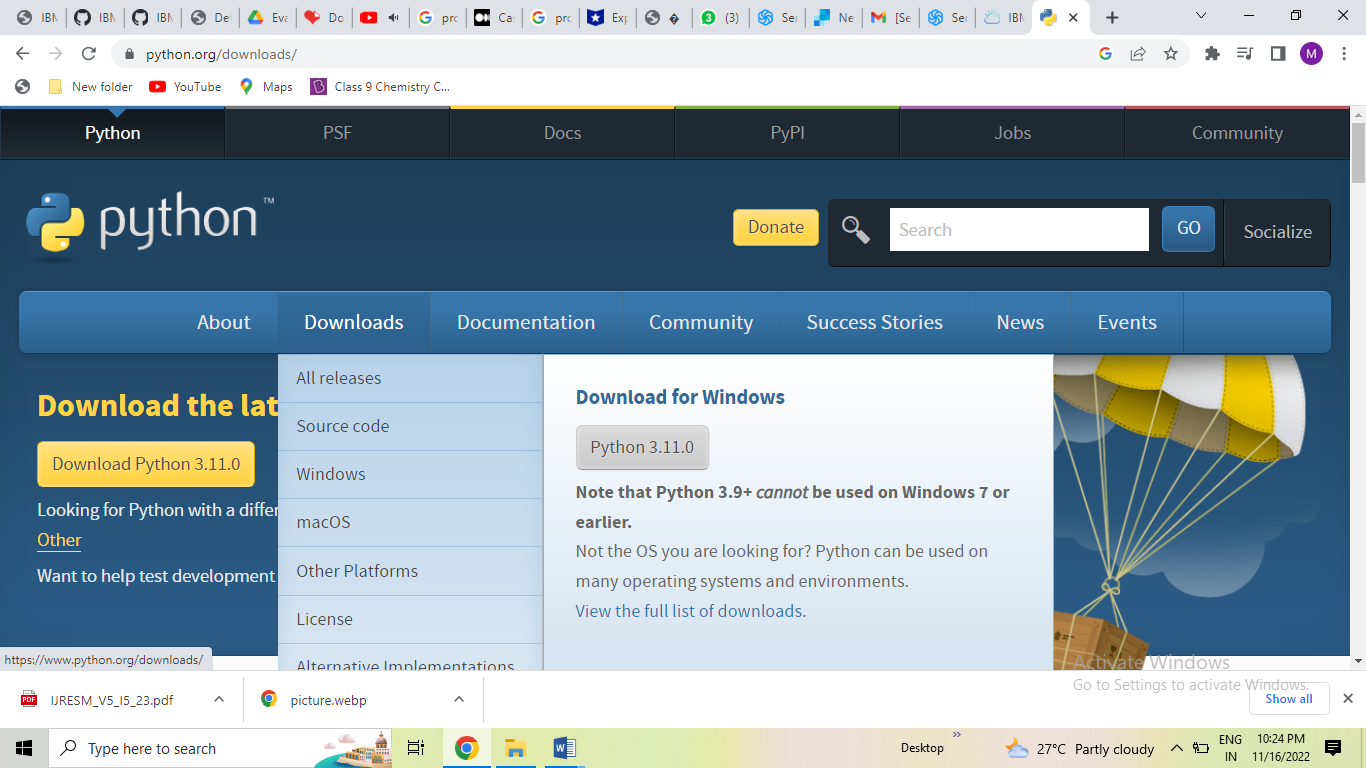 IBM
IBM
IBM
De
Eva
Do
pro
Ca
pro
Exp
(3)
Ser
Ne
[Se
Ser
IBM
python.org/downloads/
M
New folder
YouTube
Maps
Class 9 Chemistry C...
Python
PSF
Docs
PyPI
Jobs
Community
python™
Donate
Search
GO
Socialize
About
Downloads
Documentation
Community
Success Stories
News
Events
Download the lat
Download Python 3.11.0
Looking for Python with a differ
Other
Want to help test development
All releases
Source code
Windows
macOS
Other Platforms
License
Alternative Implementations
Download for Windows
Python 3.11.0
Note that Python 3.9+ cannot be used on Windows 7 or
earlier.
Not the OS you are looking for? Python can be used on
many operating systems and environments.
View the full list of downloads.
https://www.python.org/downloads/
Activate Windows
Go to Settings to activate Windows.
PDF
IJRESM_V5_I5_23.pdf
picture.webp
Show all
Type here to search
Desktop
27°C Partly cloudy
ENG
IN
10:24 PM
11/16/2022